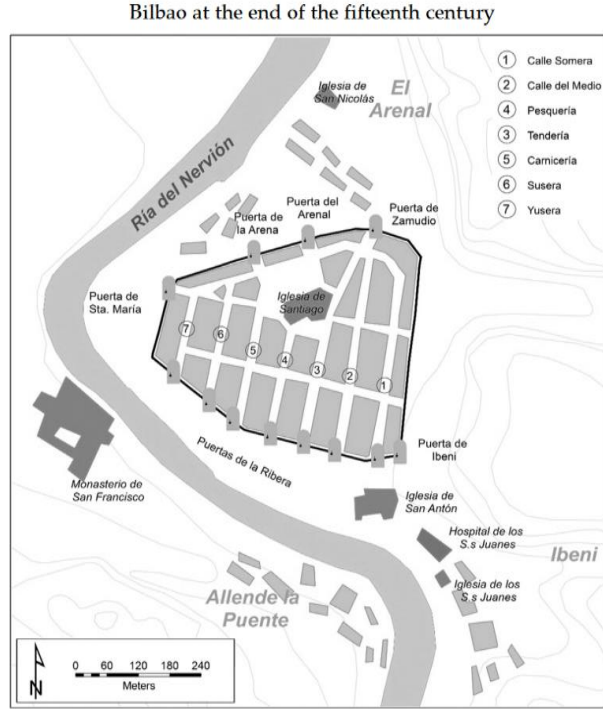 Bilbao at the end of the fifteenth century
1 Calle Somera
2 Calle del Medio
4 Pesquería
3 Tendería
5 Carnicería
6 Susera
7 Yusera
Iglesia de
San Nicolás
El
Arenal
Ría del Nervión
Puerta del
Arenal
Puerta de
Zamudio
Puerta de
la Arena
Puerta de
Sta. María
Iglesia de
Santiago
7
6
5
4
3
2
1
Puerta de
Ibeni
Puertas de la Ribera
Monasterio de
San Francisco
Iglesia de
San Antón
Hospital de los
S.s Juanes
Ibeni
Iglesia de los
S.s Juanes
Allende la
Puente
N
0 60 120 180 240
Meters